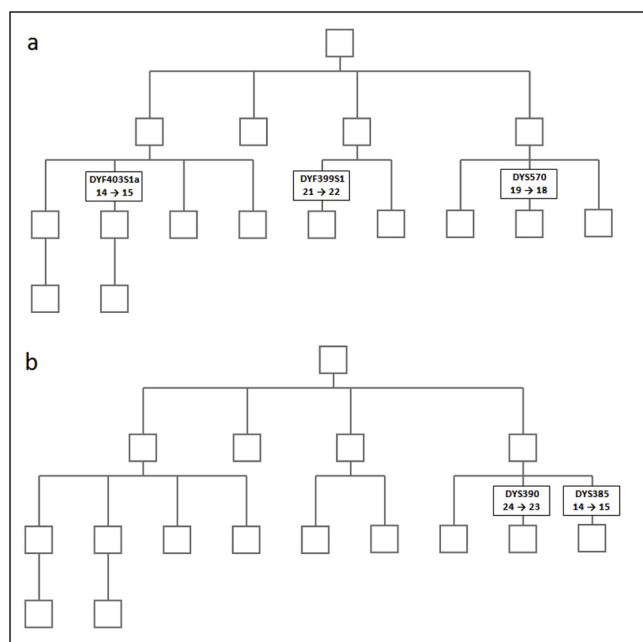 a
DYF403S1a
14 → 15
DYF399S1
21 → 22
DYS570
19 → 18
b
DYS390
24 → 23
DYS385
14 → 15